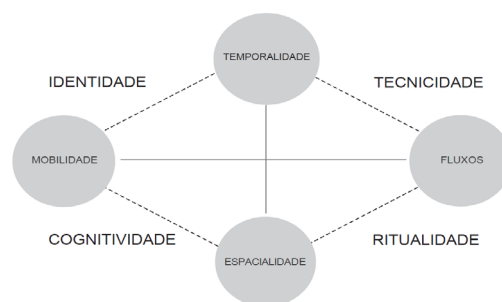 TEMPORALIDADE
IDENTIDADE
TECNICIDADE
MOBILIDADE
FLUXOS
COGNITIVIDADE
RITUALIDADE
ESPACIALIDADE